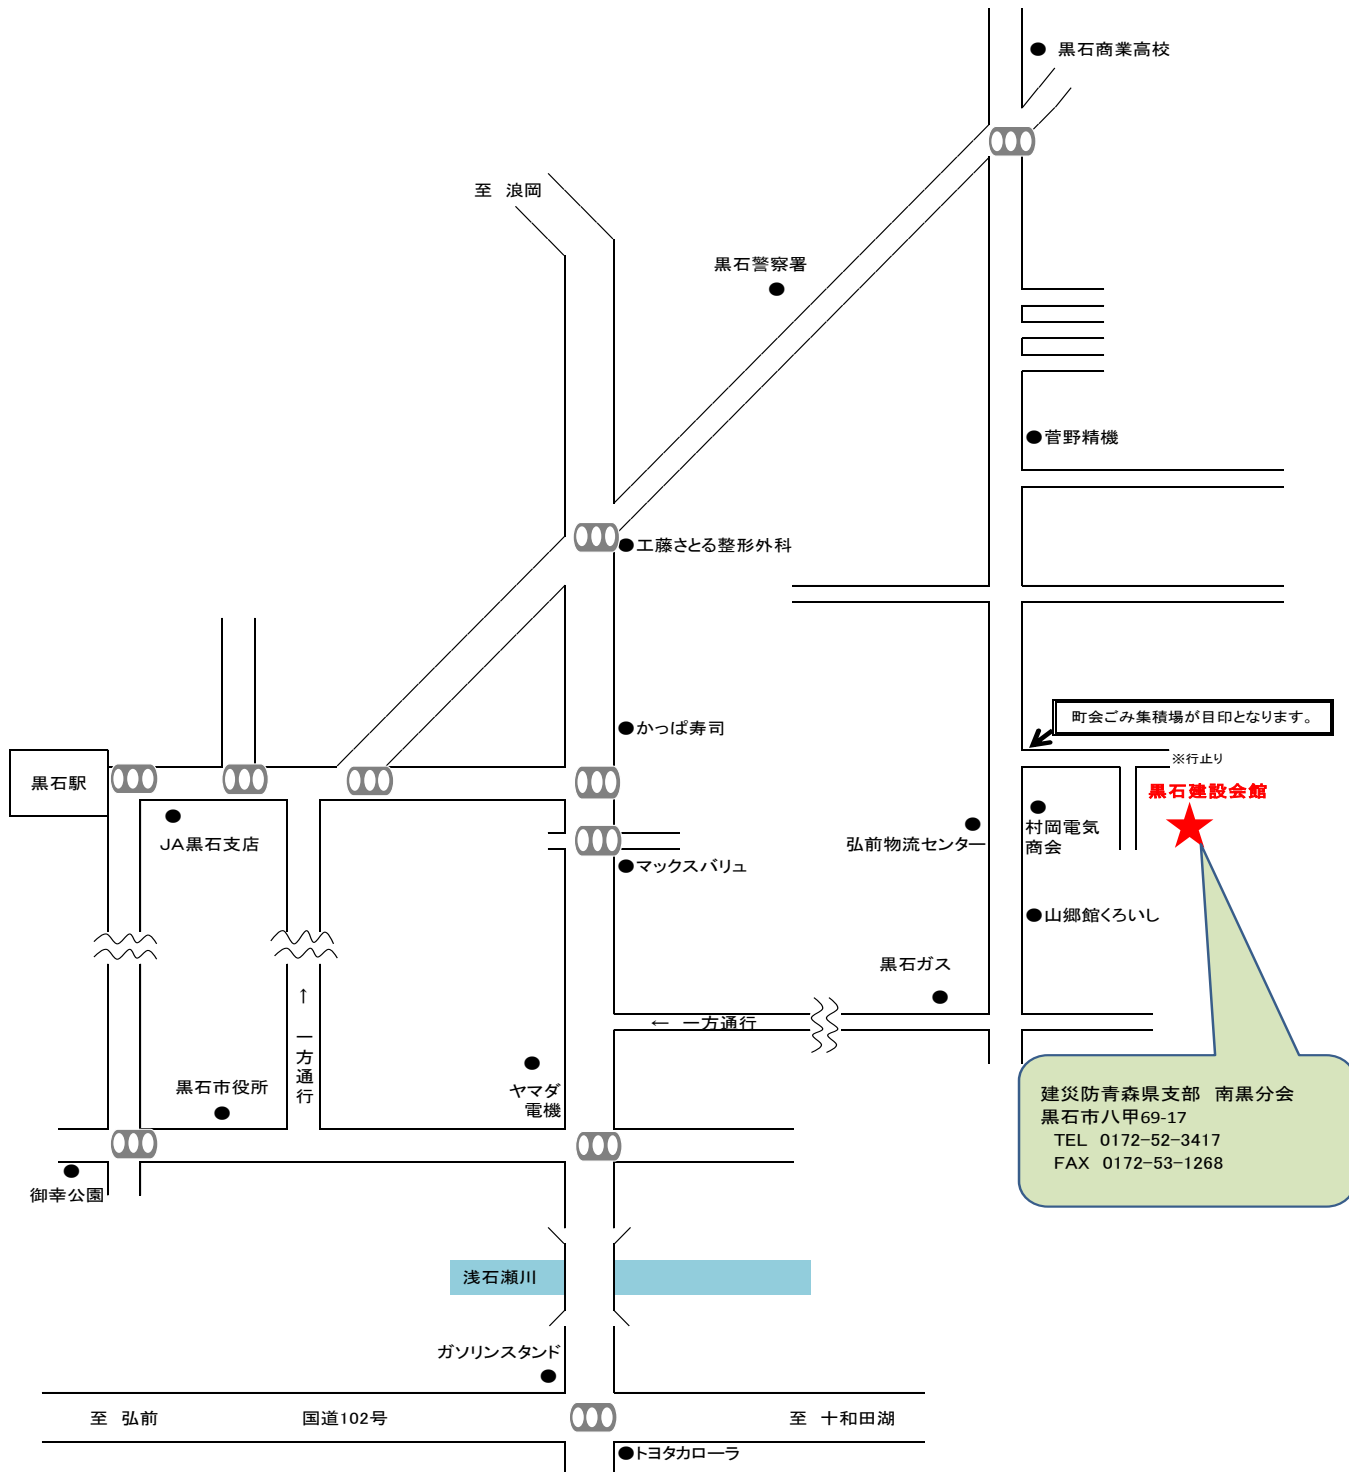 黒石商業高校
至　浪岡
黒石警察署
菅野精機
工藤さとる整形外科
かっぱ寿司
町会ごみ集積場が目印となります。
※行止り
黒石駅
黒石建設会館
JA黒石支店
弘前物流センター
村岡電気
商会
マックスバリュ
山郷館くろいし
黒石ガス
←　一方通行
↑　一方通行
ヤマダ
電機
黒石市役所
建災防青森県支部　南黒分会
黒石市八甲69-17
TEL　0172-52-3417
FAX　0172-53-1268
御幸公園
浅石瀬川
ガソリンスタンド
至　弘前
国道102号
至　十和田湖
トヨタカローラ